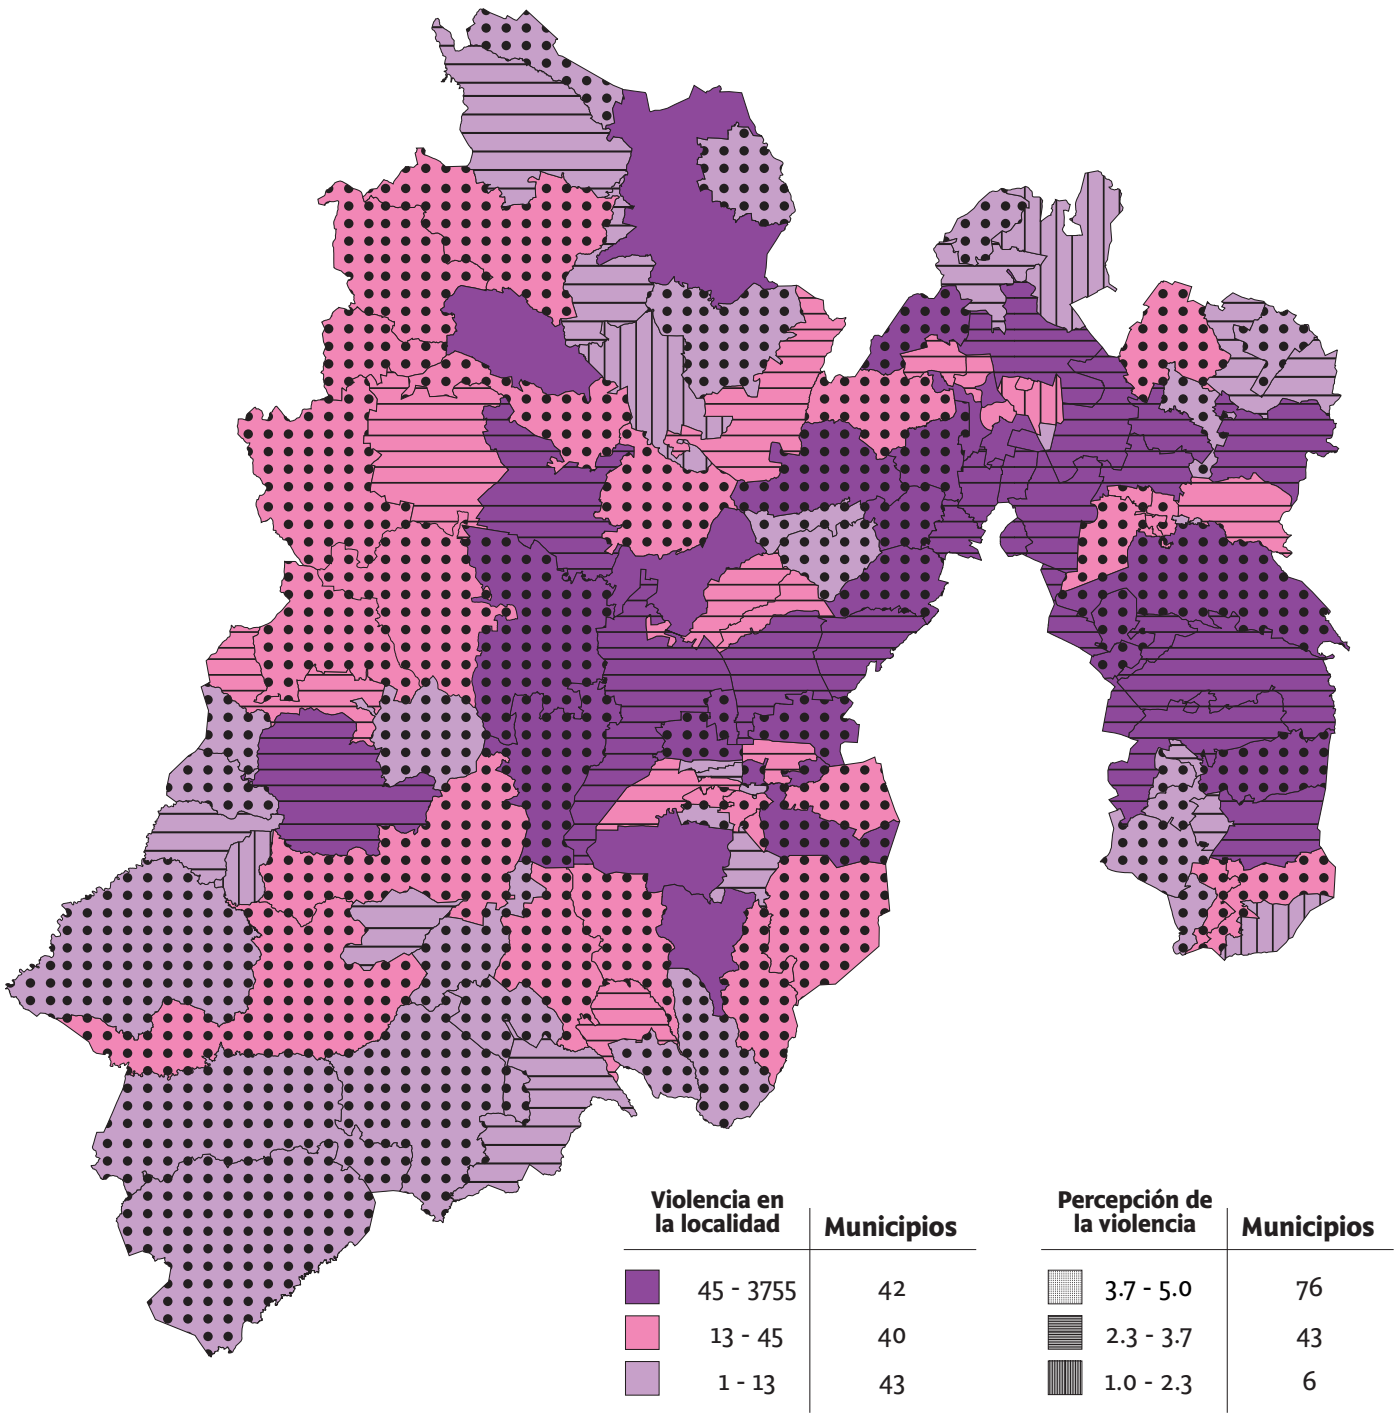 Violencia en
la localidad
Municipios
45 - 3755 42
13 - 45 40
1 - 13 43
Percepción de
la violencia
Municipios
3.7 - 5.0 76
2.3 - 3.7 43
1.0 - 2.3 6